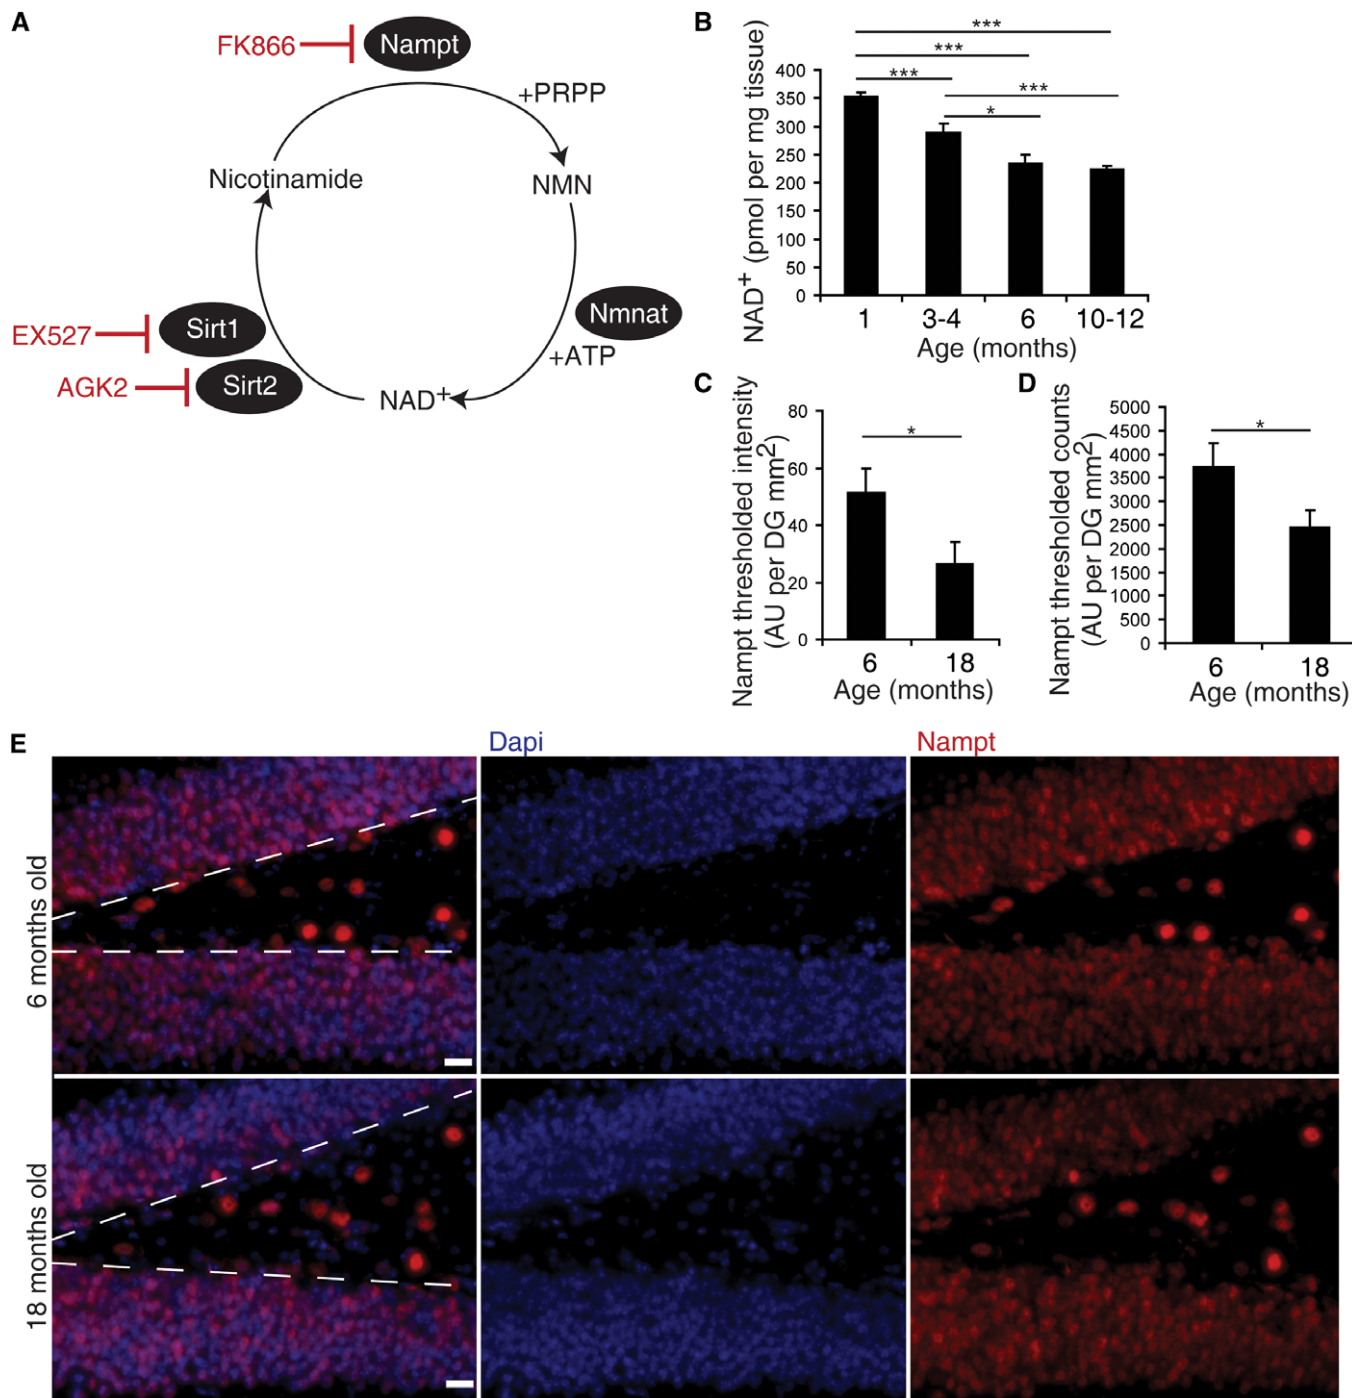 A
FK866
Nampt
+PRPP
Nicotinamide
NMN
EX527
Sirt1
Nmnat
+ATP
AGK2
Sirt2
NAD+
B
NAD+ (pmol per mg tissue)
***
***
***
***
*
400
350
300
250
200
150
100
50
0
1 3-4 6 10-12
Age (months)
C
Nampt thresholded intensity
(AU per DG mm2)
*
80
60
40
20
0
6 18
Age (months)
D
Nampt thresholded counts
(AU per DG mm2)
*
5000
4500
4000
3500
3000
2500
2000
1500
1000
500
0
6 18
Age (months)
E
Dapi
Nampt
6 months old
18 months old